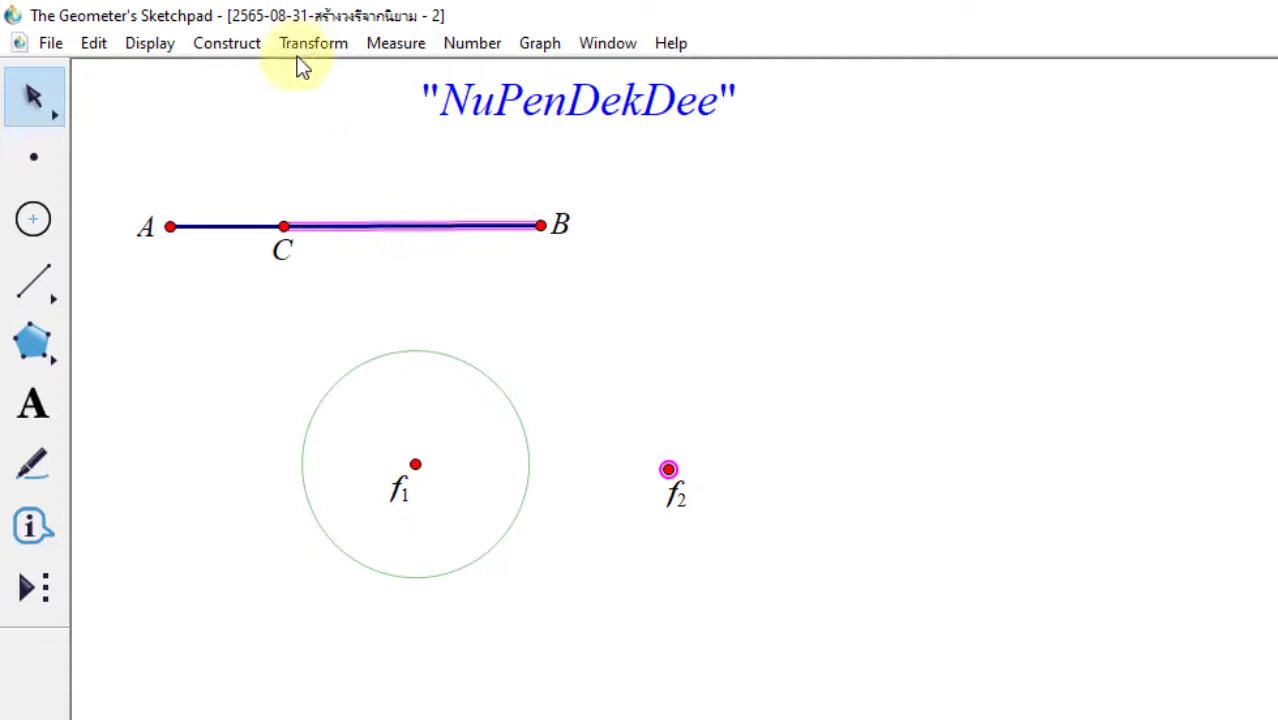 The Geometer's Sketchpad - [2565-08-31-สร้างวงรีจากนิยาม - 2]
File Edit Display Construct Transform Measure Number Graph Window Help
"NuPenDekDee"
A B
C
f1 f2
A
i